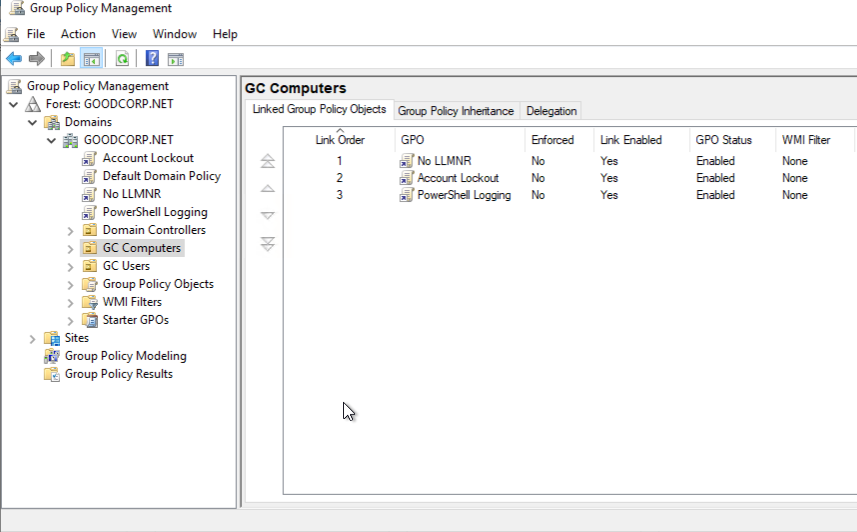 Group Policy Management
File Action View Window Help
Group Policy Management
Forest: GOODCORP.NET
Domains
GOODCORP.NET
Account Lockout
Default Domain Policy
No LLMNR
PowerShell Logging
Domain Controllers
GC Computers
GC Users
Group Policy Objects
WMI Filters
Starter GPOs
Sites
Group Policy Modeling
Group Policy Results
GC Computers
Linked Group Policy Objects Group Policy Inheritance Delegation
Link Order GPO Enforced Link Enabled GPO Status WMI Filter
1 No LLMNR No Yes Enabled None
2 Account Lockout No Yes Enabled None
3 PowerShell Logging No Yes Enabled None